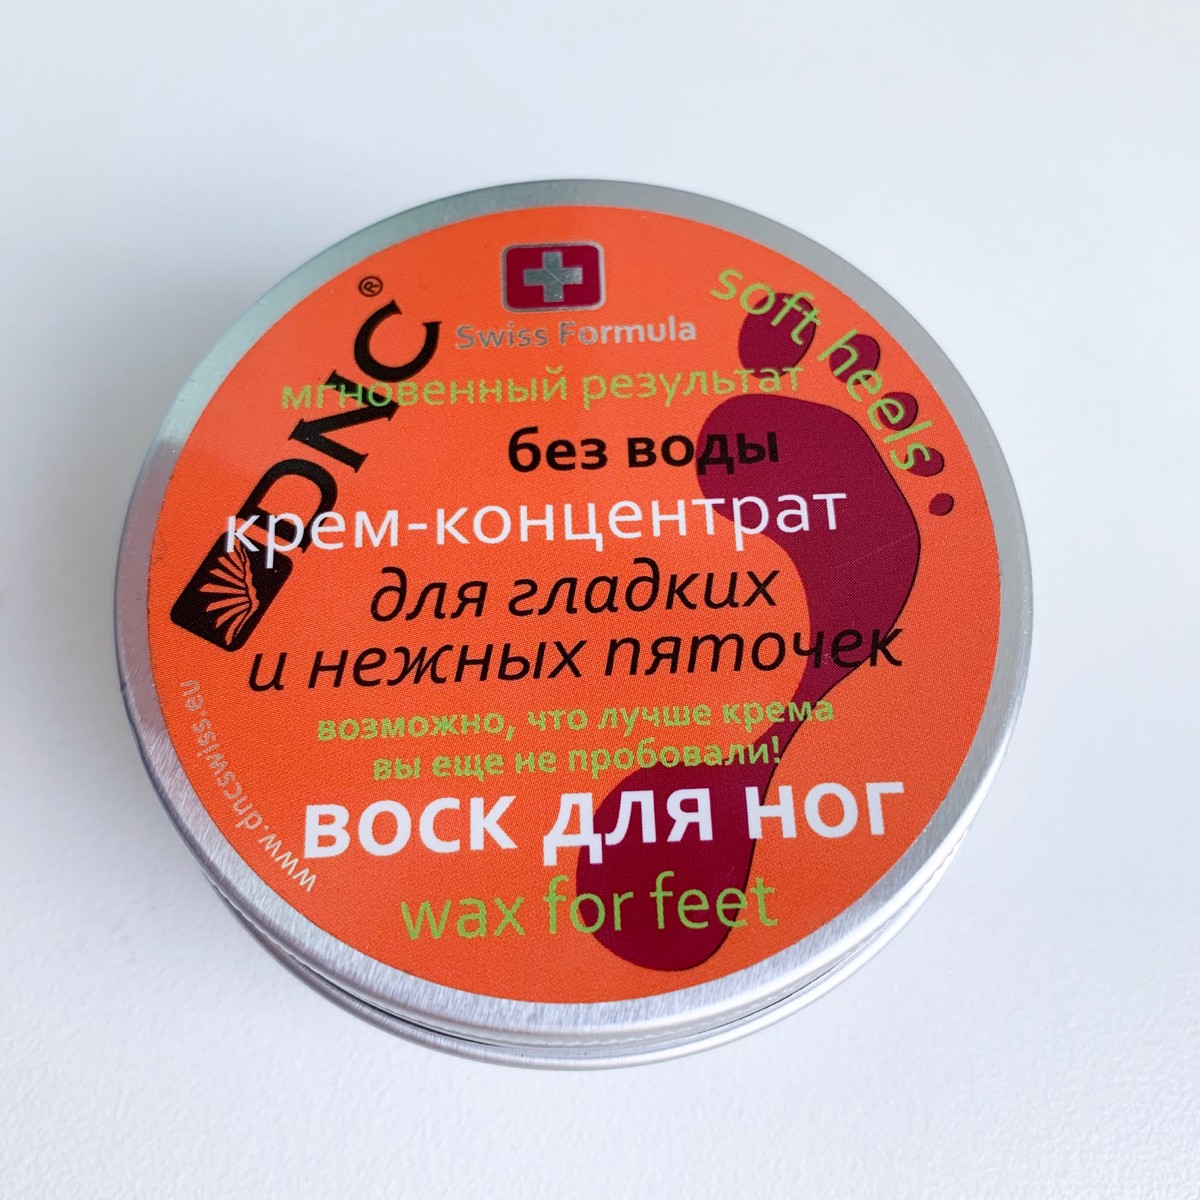 DNC®
Swiss Formula
soft heels
мгновенный результат
без воды
крем-концентрат
для гладких
и нежных пяточек
возможно, что лучше крема
вы еще не пробовали!
воск для ног
wax for feet
www.dncswiss.eu